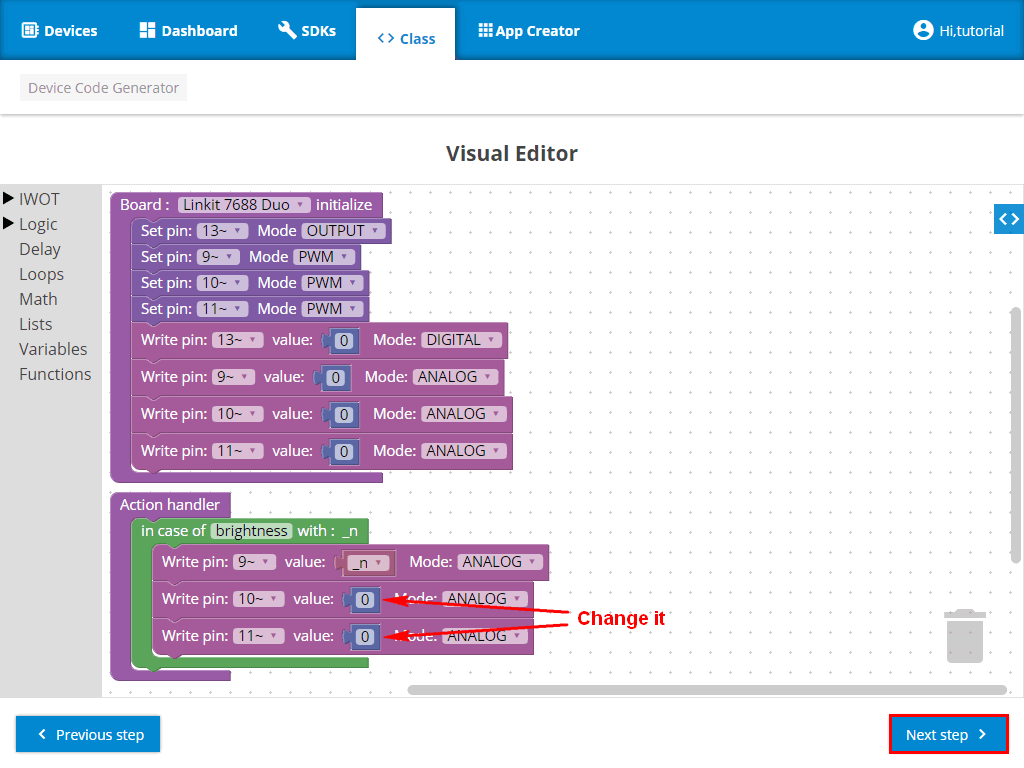 Devices Dashboard SDKs <> Class App Creator Hi,tutorial
Device Code Generator
Visual Editor
IWOT
Logic
Delay
Loops
Math
Lists
Variables
Functions
Board : Linkit 7688 Duo initialize
Set pin: 13~ Mode OUTPUT
Set pin: 9~ Mode PWM
Set pin: 10~ Mode PWM
Set pin: 11~ Mode PWM
Write pin: 13~ value: 0 Mode: DIGITAL
Write pin: 9~ value: 0 Mode: ANALOG
Write pin: 10~ value: 0 Mode: ANALOG
Write pin: 11~ value: 0 Mode: ANALOG
Action handler
in case of brightness with : _n
Write pin: 9~ value: _n Mode: ANALOG
Write pin: 10~ value: 0 Mode: ANALOG
Write pin: 11~ value: 0 Mode: ANALOG
Change it
<>
Previous step
Next step